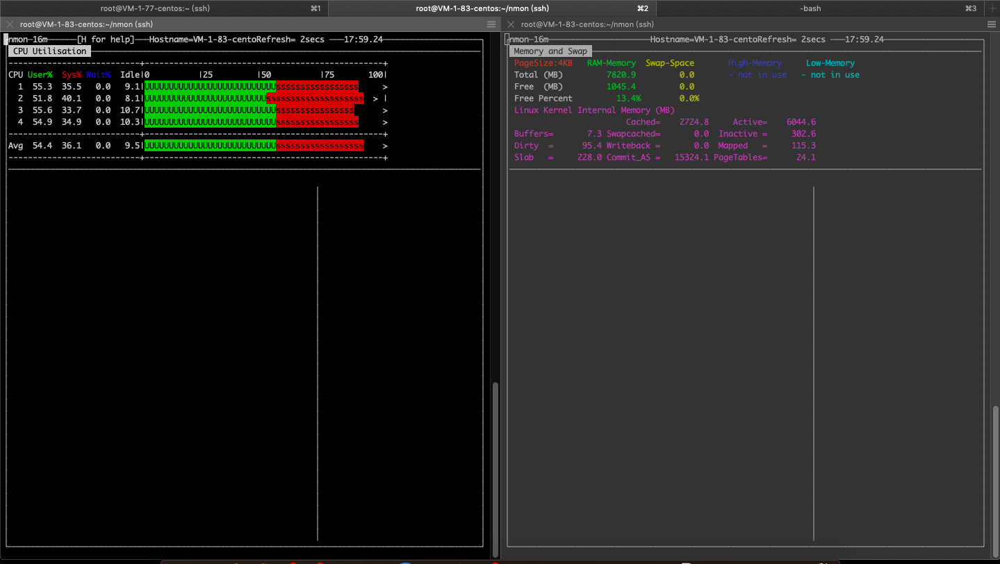 root@VM-1-77-centos:~ (ssh) ⌘1 root@VM-1-83-centos:~/nmon (ssh) ⌘2 -bash ⌘3
root@VM-1-83-centos:~/nmon (ssh)
nmon-16m [H for help] Hostname=VM-1-83-centoRefresh= 2secs 17:59.24
CPU Utilisation
---------------------------+-------------------------------------------------+
CPU User% Sys% Wait% Idle|0 |25 |50 |75 100|
1 55.3 35.5 0.0 9.1|UUUUUUUUUUUUUUUUUUUUUUUUUUUsssssssssssssssss >
2 51.8 40.1 0.0 8.1|UUUUUUUUUUUUUUUUUUUUUUUUUssssssssssssssssssss > |
3 55.6 33.7 10.7|UUUUUUUUUUUUUUUUUUUUUUUUUUUssssssssssssssss >
4 54.9 34.9 0.0 10.3|UUUUUUUUUUUUUUUUUUUUUUUUUUUsssssssssssssssss >
---------------------------+-------------------------------------------------+
Avg 54.4 36.1 0.0 9.5|UUUUUUUUUUUUUUUUUUUUUUUUUUUssssssssssssssssss >
---------------------------+-------------------------------------------------+
root@VM-1-83-centos:~/nmon (ssh)
nmon-16m Hostname=VM-1-83-centoRefresh= 2secs 17:59.24
Memory and Swap
PageSize:4KB RAM-Memory Swap-Space High-Memory Low-Memory
Total (MB) 7820.9 0.0 - not in use - not in use
Free (MB) 1045.4 0.0
Free Percent 13.4% 0.0%
Linux Kernel Internal Memory (MB)
Cached= 2724.8 Active= 6044.6
Buffers= 7.3 Swapcached= 0.0 Inactive = 302.6
Dirty = 95.4 Writeback = 0.0 Mapped = 115.3
Slab = 228.0 Commit_AS = 15324.1 PageTables= 24.1